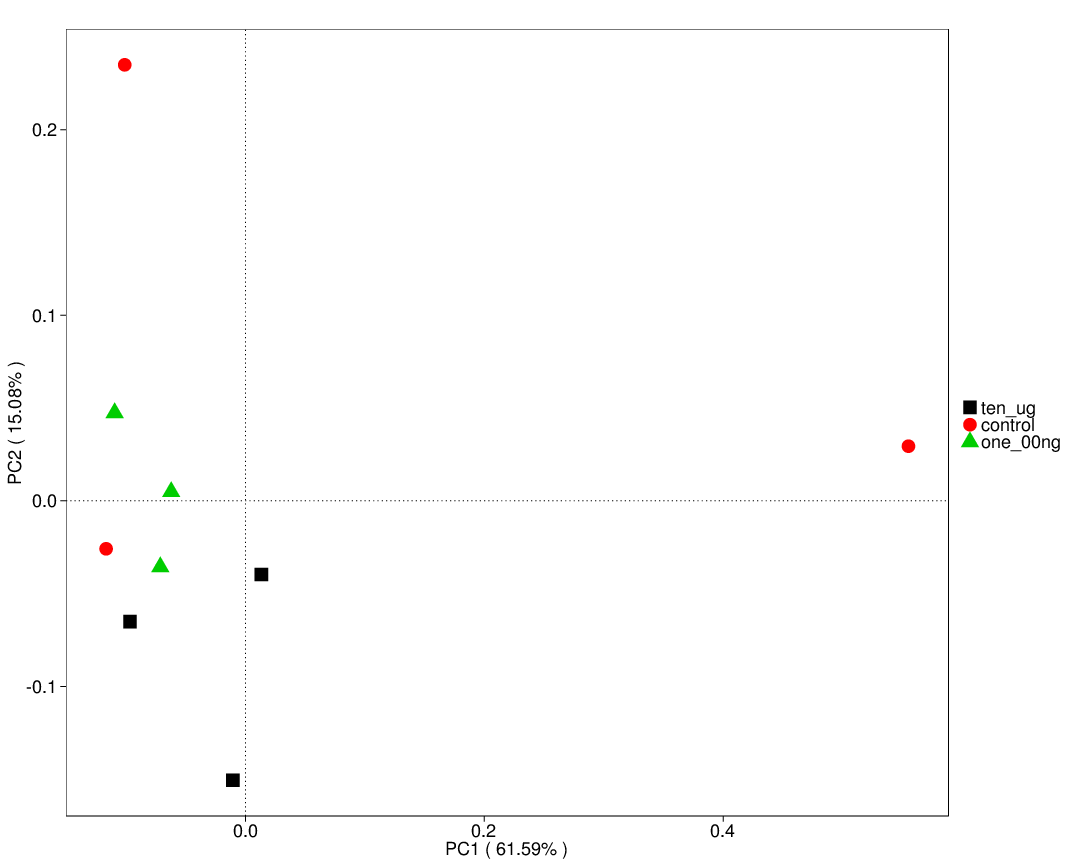 PC2 ( 15.08% )
0.2
0.1
0.0
-0.1
0.0
0.2
0.4
PC1 ( 61.59% )
ten_ug
control
one_00ng